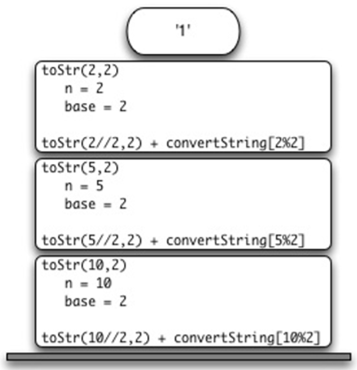 '1'
toStr(2,2)
n = 2
base = 2
toStr(2//2,2) + convertString[2%2]
toStr(5,2)
n = 5
base = 2
toStr(5//2,2) + convertString[5%2]
toStr(10,2)
n = 10
base = 2
toStr(10//2,2) + convertString[10%2]